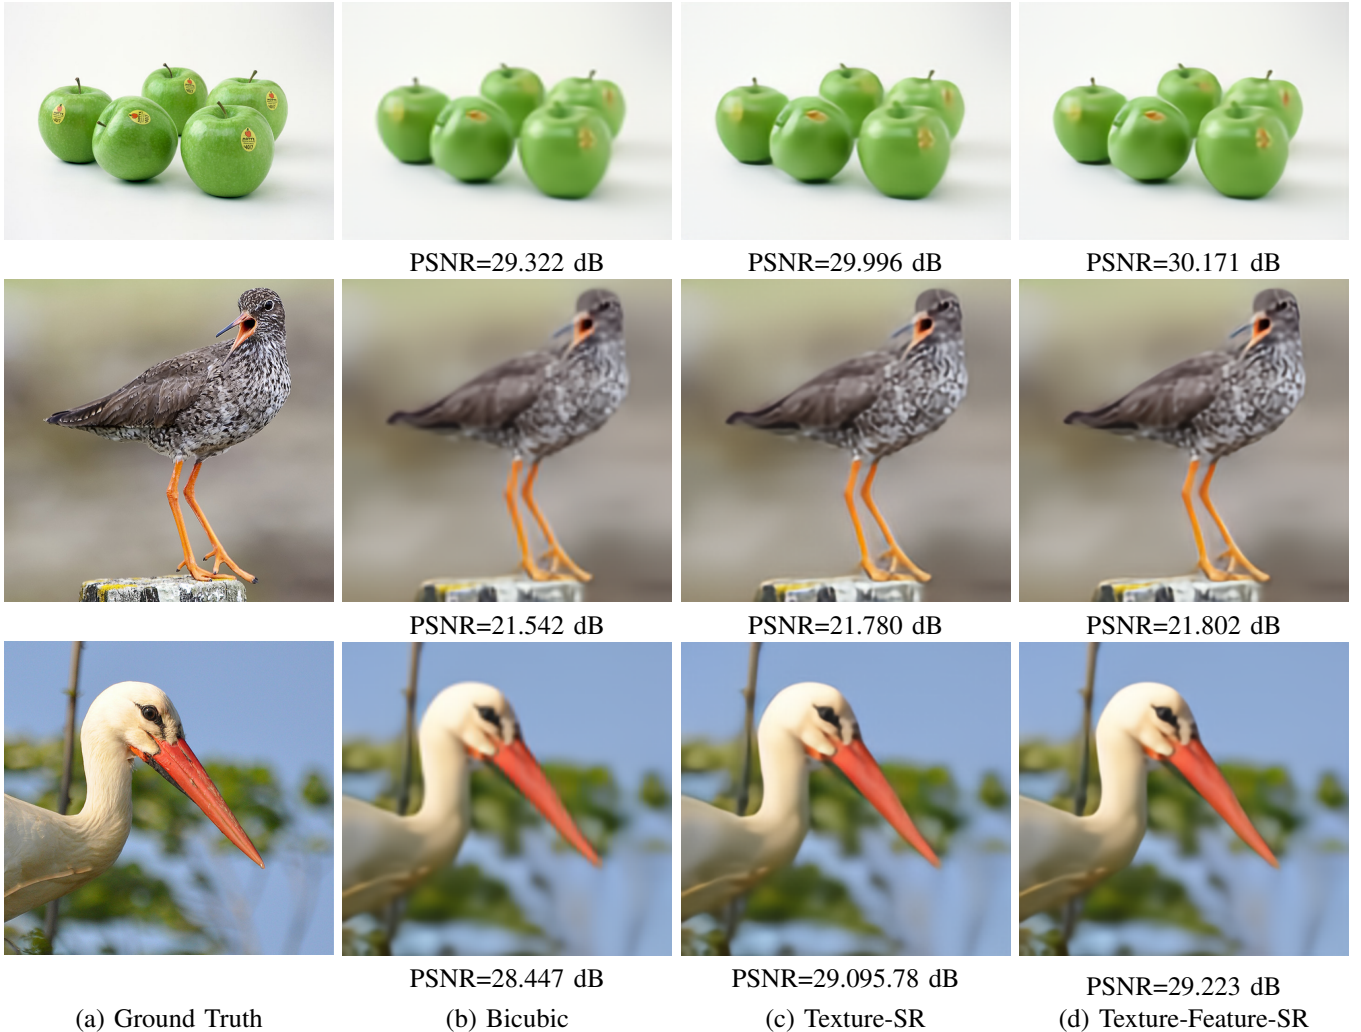 PSNR=29.322 dB PSNR=29.996 dB PSNR=30.171 dB
PSNR=21.542 dB PSNR=21.780 dB PSNR=21.802 dB
PSNR=28.447 dB PSNR=29.095.78 dB PSNR=29.223 dB
(a) Ground Truth (b) Bicubic (c) Texture-SR (d) Texture-Feature-SR